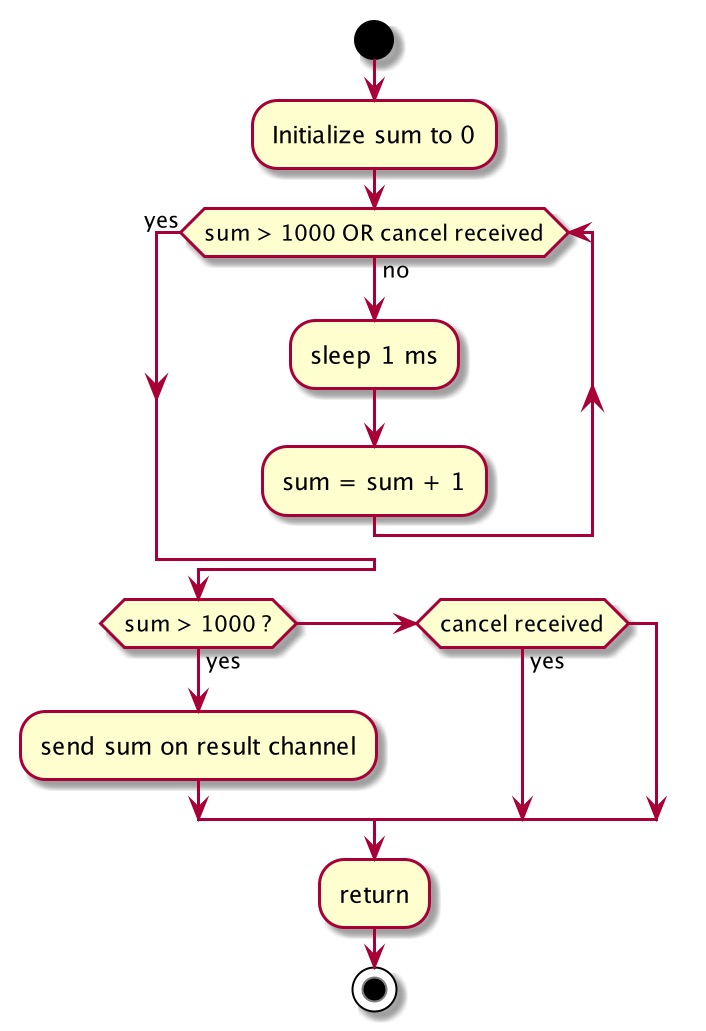 Initialize sum to 0
yes
sum > 1000 OR cancel received
no
sleep 1 ms
sum = sum + 1
sum > 1000 ?
cancel received
yes
yes
send sum on result channel
return